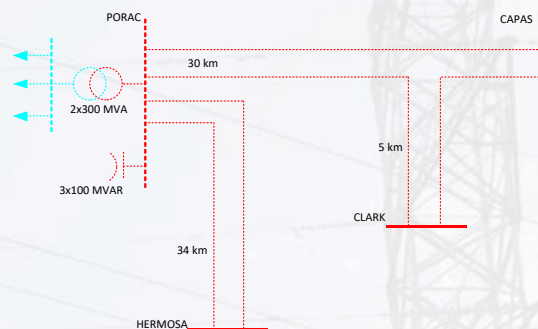 PORAC
CAPAS
30 km
2x300 MVA
5 km
3x100 MVAR
CLARK
34 km
HERMOSA